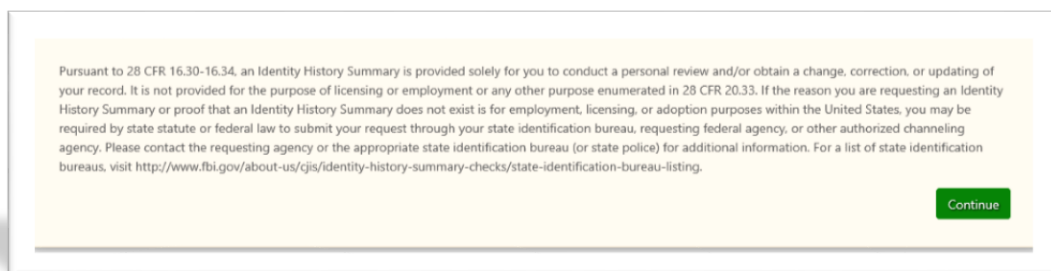 Pursuant to 28 CFR 16.30-16.34, an Identity History Summary is provided solely for you to conduct a personal review and/or obtain a change, correction, or updating of
your record. It is not provided for the purpose of licensing or employment or any other purpose enumerated in 28 CFR 20.33. If the reason you are requesting an Identity
History Summary or proof that an Identity History Summary does not exist is for employment, licensing, or adoption purposes within the United States, you may be
required by state statute or federal law to submit your request through your state identification bureau, requesting federal agency, or other authorized channeling
agency. Please contact the requesting agency or the appropriate state identification bureau (or state police) for additional information. For a list of state identification
bureaus, visit http://www.fbi.gov/about-us/cjis/identity-history-summary-checks/state-identification-bureau-listing.
Continue